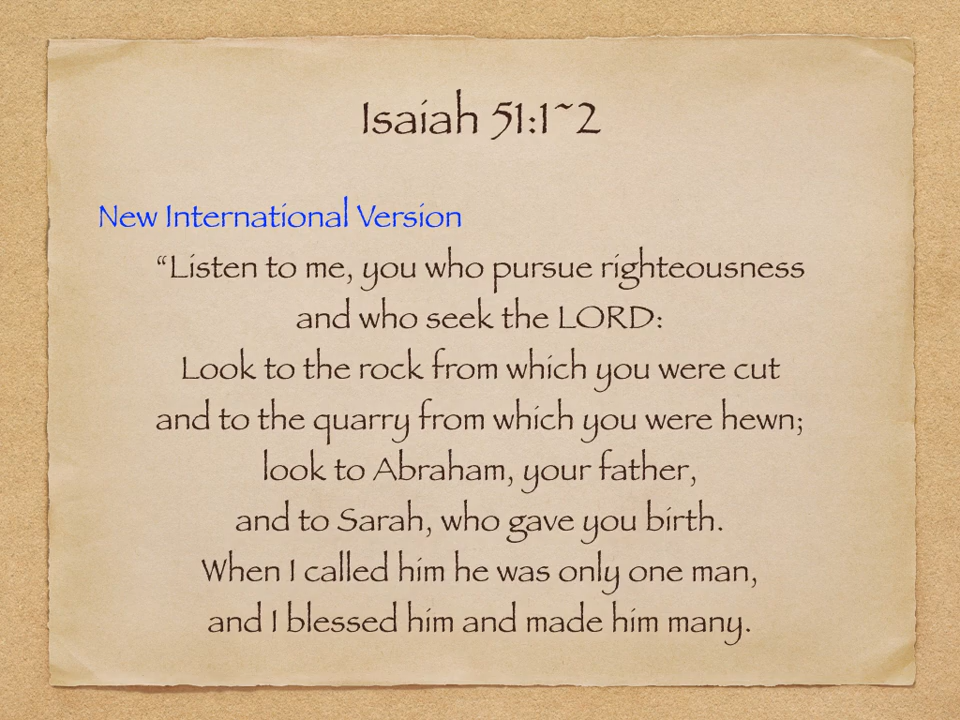 Isaiah 51:1~2
New International Version
“Listen to me, you who pursue righteousness
and who seek the LORD:
Look to the rock from which you were cut
and to the quarry from which you were hewn;
look to Abraham, your father,
and to Sarah, who gave you birth.
When I called him he was only one man,
and I blessed him and made him many.